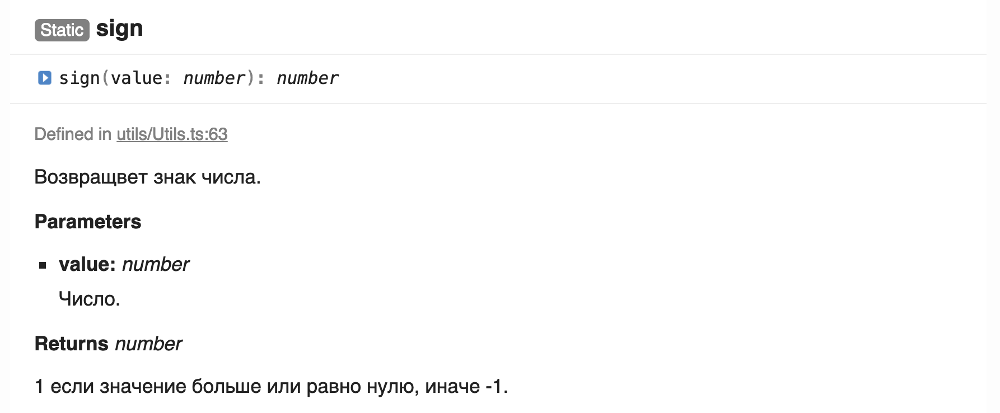 Static sign
sign(value: number): number
Defined in utils/Utils.ts:63
Возвращвет знак числа.
Parameters
value: number
Число.
Returns number
1 если значение больше или равно нулю, иначе -1.